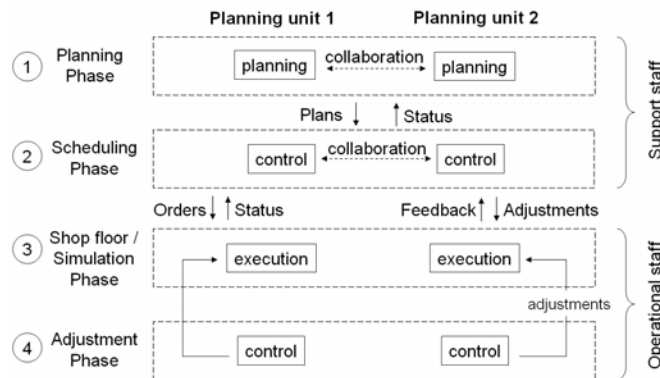 Planning unit 1 Planning unit 2
1 Planning Phase
planning collaboration planning
Plans Status
2 Scheduling Phase
control collaboration control
Support staff
Orders Status Feedback Adjustments
3 Shop floor / Simulation Phase
execution execution
adjustments
4 Adjustment Phase
control control
Operational staff